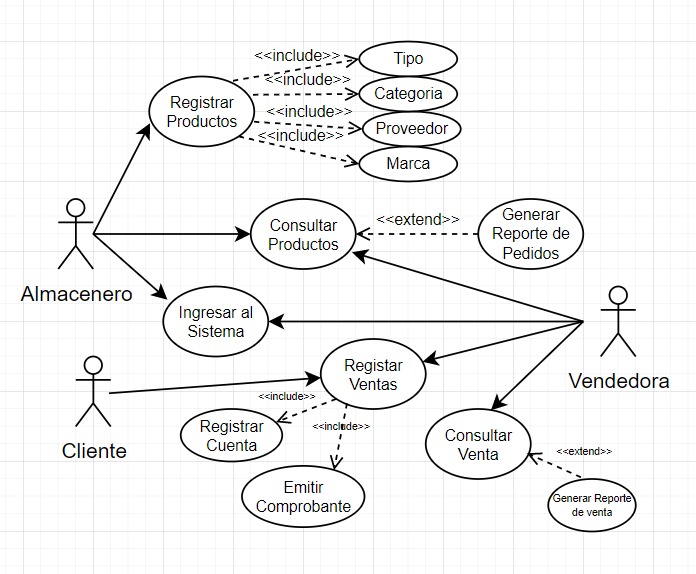 <<include>>
Tipo
<<include>>
Categoria
Registrar
Productos
<<include>>
Proveedor
<<include>>
Marca
Almacenero
Consultar
Productos
<<extend>>
Generar
Reporte de
Pedidos
Ingresar al
Sistema
Vendedora
Registar
Ventas
Cliente
<<include>>
Registrar
Cuenta
<<include>>
Emitir
Comprobante
Consultar
Venta
<<extend>>
Generar Reporte
de venta